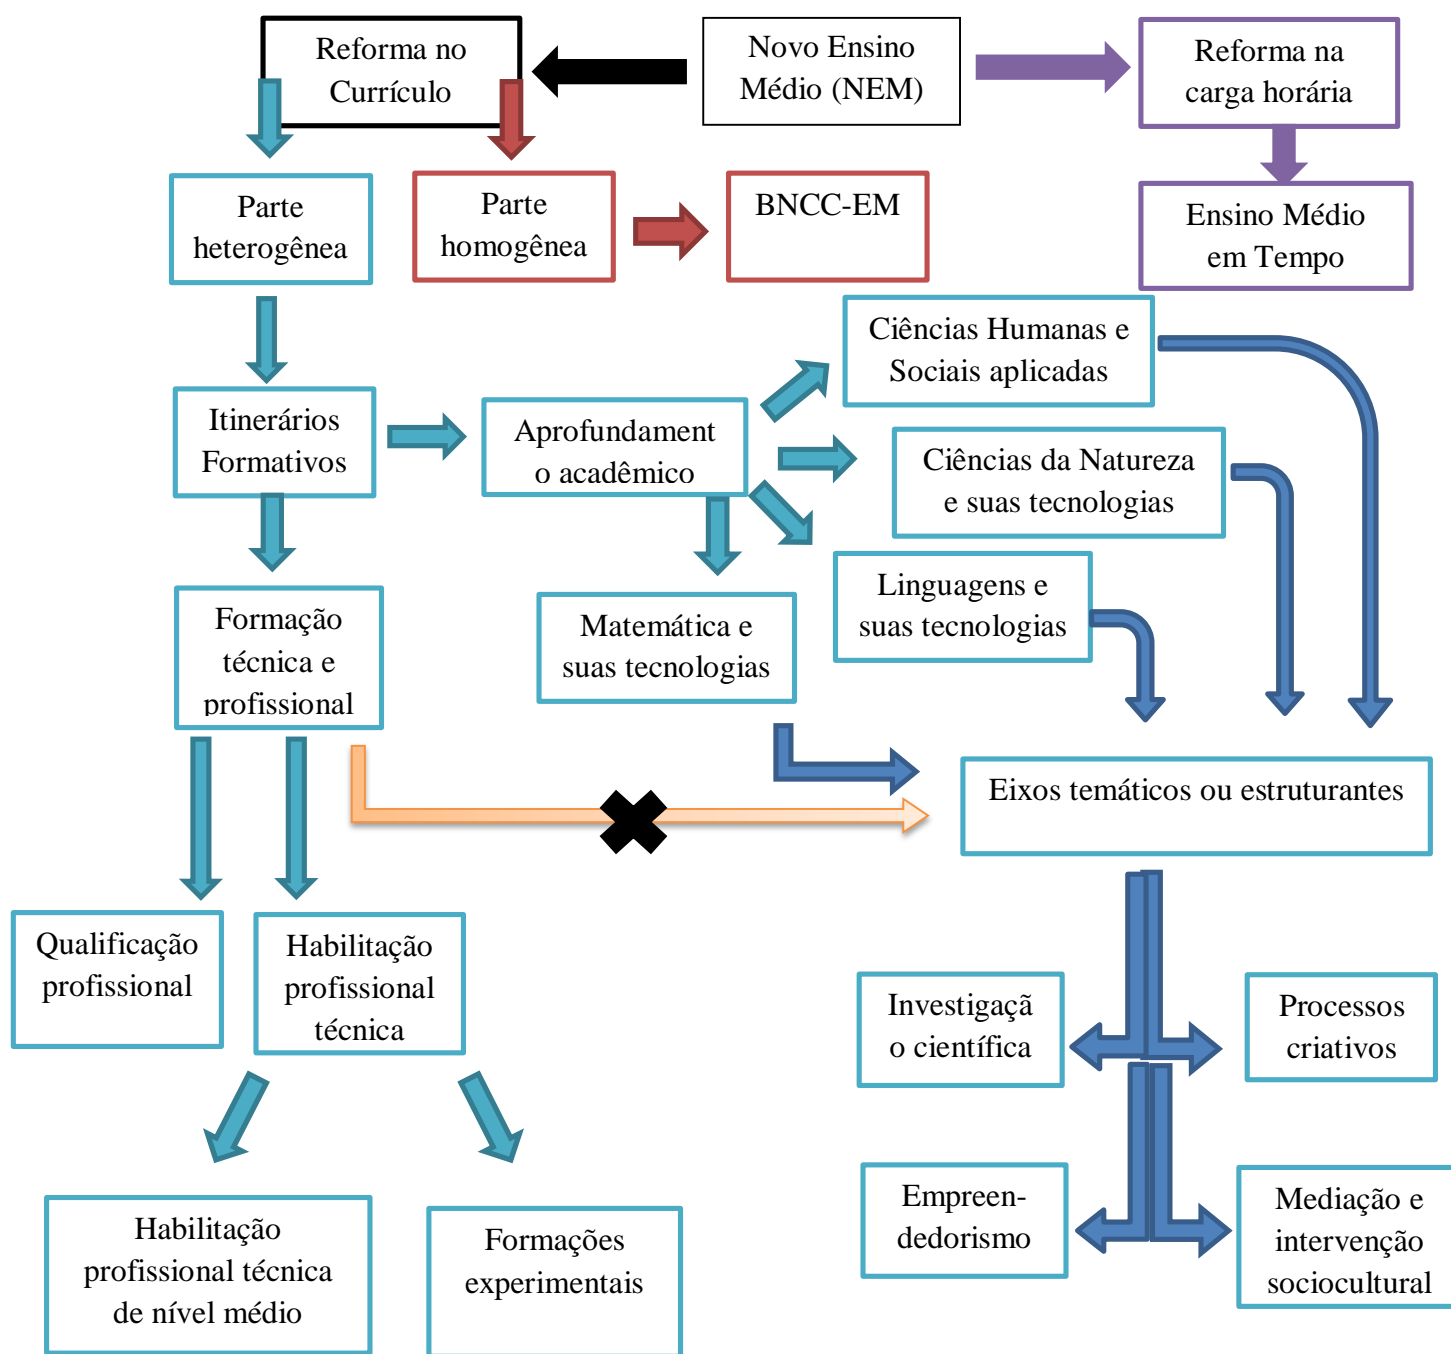 Reforma no
Currículo
Novo Ensino
Médio (NEM)
Reforma na
carga horária
Parte
heterogênea
Parte
homogênea
BNCC-EM
Ensino Médio
em Tempo
Ciências Humanas e
Sociais aplicadas
Itinerários
Formativos
Aprofundament
o acadêmico
Ciências da Natureza
e suas tecnologias
Linguagens e
suas tecnologias
Formação
técnica e
profissional
Matemática e
suas tecnologias
Eixos temáticos ou estruturantes
Qualificação
profissional
Habilitação
profissional
técnica
Investigaçã
o científica
Processos
criativos
Habilitação
profissional técnica
de nível médio
Formações
experimentais
Empreen-
dedorismo
Mediação e
intervenção
sociocultural